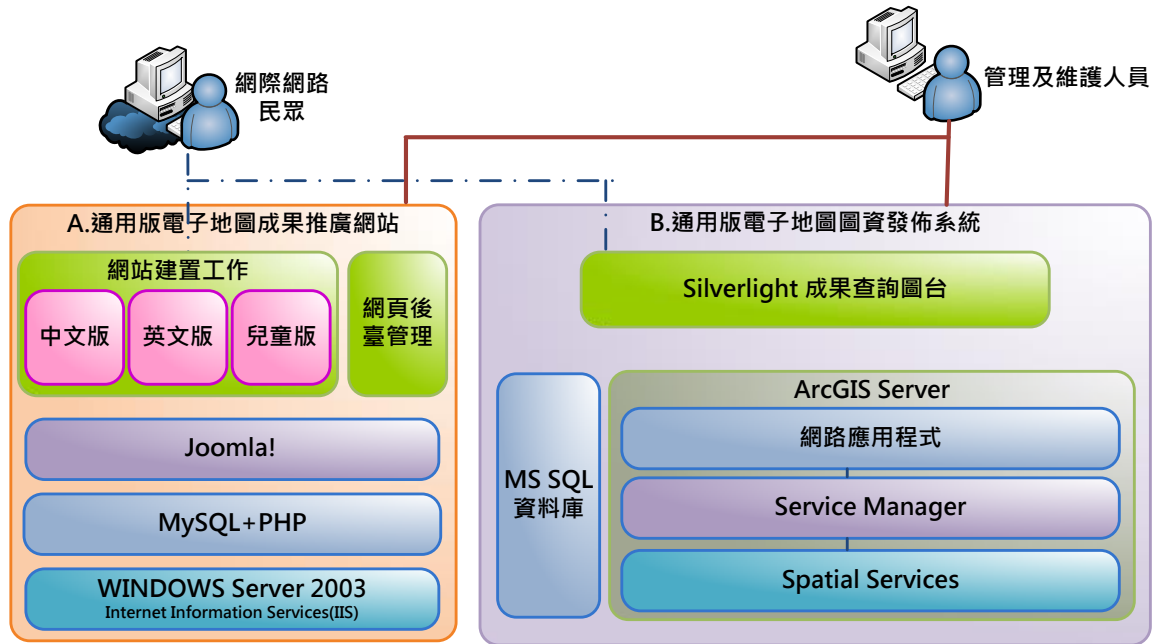 網際網路
民眾
管理及維護人員
A.通用版電子地圖成果推廣網站
網站建置工作
中文版
英文版
兒童版
網頁後
臺管理
Joomla!
MySQL+PHP
WINDOWS Server 2003
Internet Information Services(IIS)
B.通用版電子地圖圖資發佈系統
Silverlight 成果查詢圖台
MS SQL
資料庫
ArcGIS Server
網路應用程式
Service Manager
Spatial Services